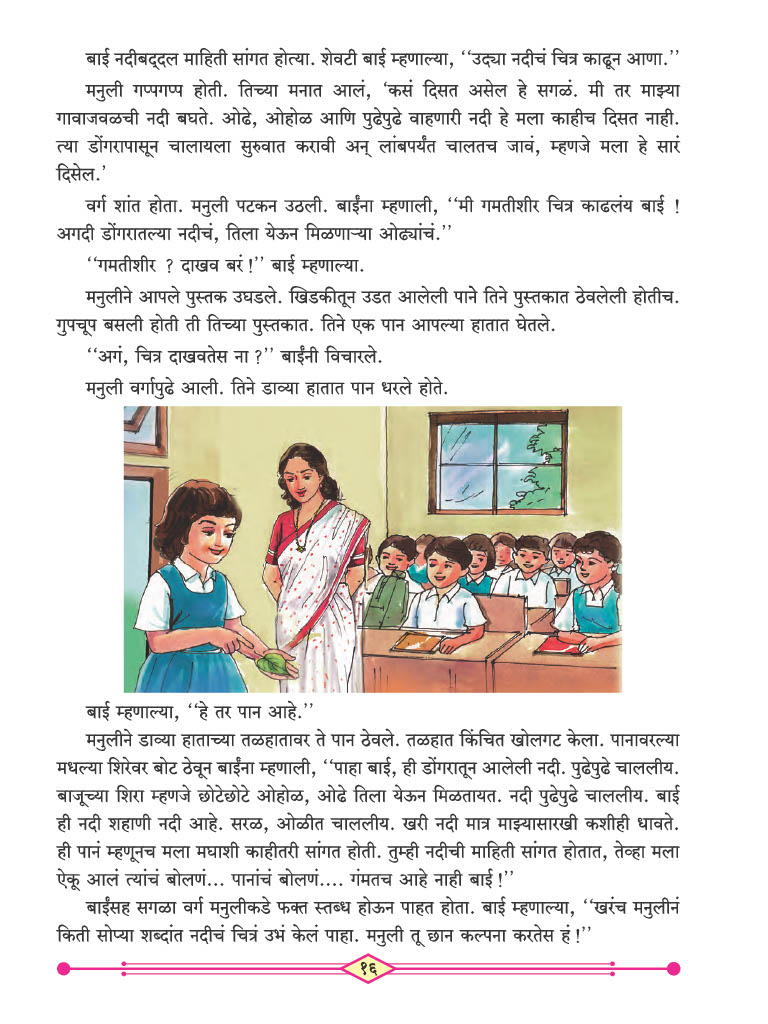 बाई नदीबद्दल माहिती सांगत होत्या. शेवटी बाई म्हणाल्या, ‘‘उद्या नदीचं चित्र काढून आणा.’’
मनुली गप्पगप्प होती. तिच्या मनात आलं, ‘कसं दिसत असेल हे सगळं. मी तर माझ्या
गावाजवळची नदी बघते. ओढे, ओहोळ आणि पुढेपुढे वाहणारी नदी हे मला काहीच दिसत नाही.
त्या डोंगरापासून चालायला सुरुवात करावी अन् लांबपर्यंत चालतच जावं, म्हणजे मला हे सारं
दिसेल.’
वर्ग शांत होता. मनुली पटकन उठली. बाईंना म्हणाली, ‘‘मी गमतीशीर चित्र काढलंय बाई !
अगदी डोंगरातल्या नदीचं, तिला येऊन मिळणाऱ्या ओढ्यांचं.’’
‘‘गमतीशीर ? दाखव बरं !’’ बाई म्हणाल्या.
मनुलीने आपले पुस्तक उघडले. खिडकीतून उडत आलेली पाने तिने पुस्तकात ठेवलेली होतीच.
गुपचूप बसली होती ती तिच्या पुस्तकात. तिने एक पान आपल्या हातात घेतले.
‘‘अगं, चित्र दाखवतेस ना ?’’ बाईंनी विचारले.
मनुली वर्गापुढे आली. तिने डाव्या हातात पान धरले होते.
बाई म्हणाल्या, ‘‘हे तर पान आहे.’’
मनुलीने डाव्या हाताच्या तळहातावर ते पान ठेवले. तळहात किंचित खोलगट केला. पानावरल्या
मधल्या शिरेवर बोट ठेवून बाईंना म्हणाली, ‘‘पाहा बाई, ही डोंगरातून आलेली नदी. पुढेपुढे चाललीय.
बाजूच्या शिरा म्हणजे छोटेछोटे ओहोळ, ओढे तिला येऊन मिळतायत. नदी पुढेपुढे चाललीय. बाई
ही नदी शहाणी नदी आहे. सरळ, ओळीत चाललीय. खरी नदी मात्र माझ्यासारखी कशीही धावते.
ही पानं म्हणूनच मला मघाशी काहीतरी सांगत होती. तुम्ही नदीची माहिती सांगत होतात, तेव्हा मला
ऐकू आलं त्यांचं बोलणं... पानांचं बोलणं.... गंमतच आहे नाही बाई !’’
बाईंसह सगळा वर्ग मनुलीकडे फक्त स्तब्ध होऊन पाहत होता. बाई म्हणाल्या, ‘‘खरंच मनुलीनं
किती सोप्या शब्दांत नदीचं चित्रं उभं केलं पाहा. मनुली तू छान कल्पना करतेस हं !’’
१६